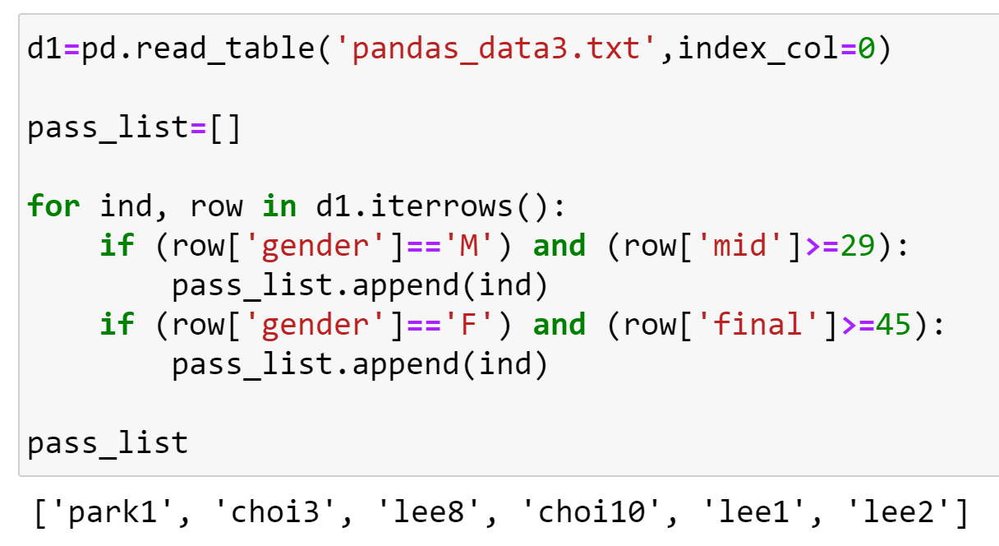 d1=pd.read_table('pandas_data3.txt',index_col=0)
pass_list=[]
for ind, row in d1.iterrows():
    if (row['gender']=='M') and (row['mid']>=29):
        pass_list.append(ind)
    if (row['gender']=='F') and (row['final']>=45):
        pass_list.append(ind)
pass_list
['park1', 'choi3', 'lee8', 'choi10', 'lee1', 'lee2']